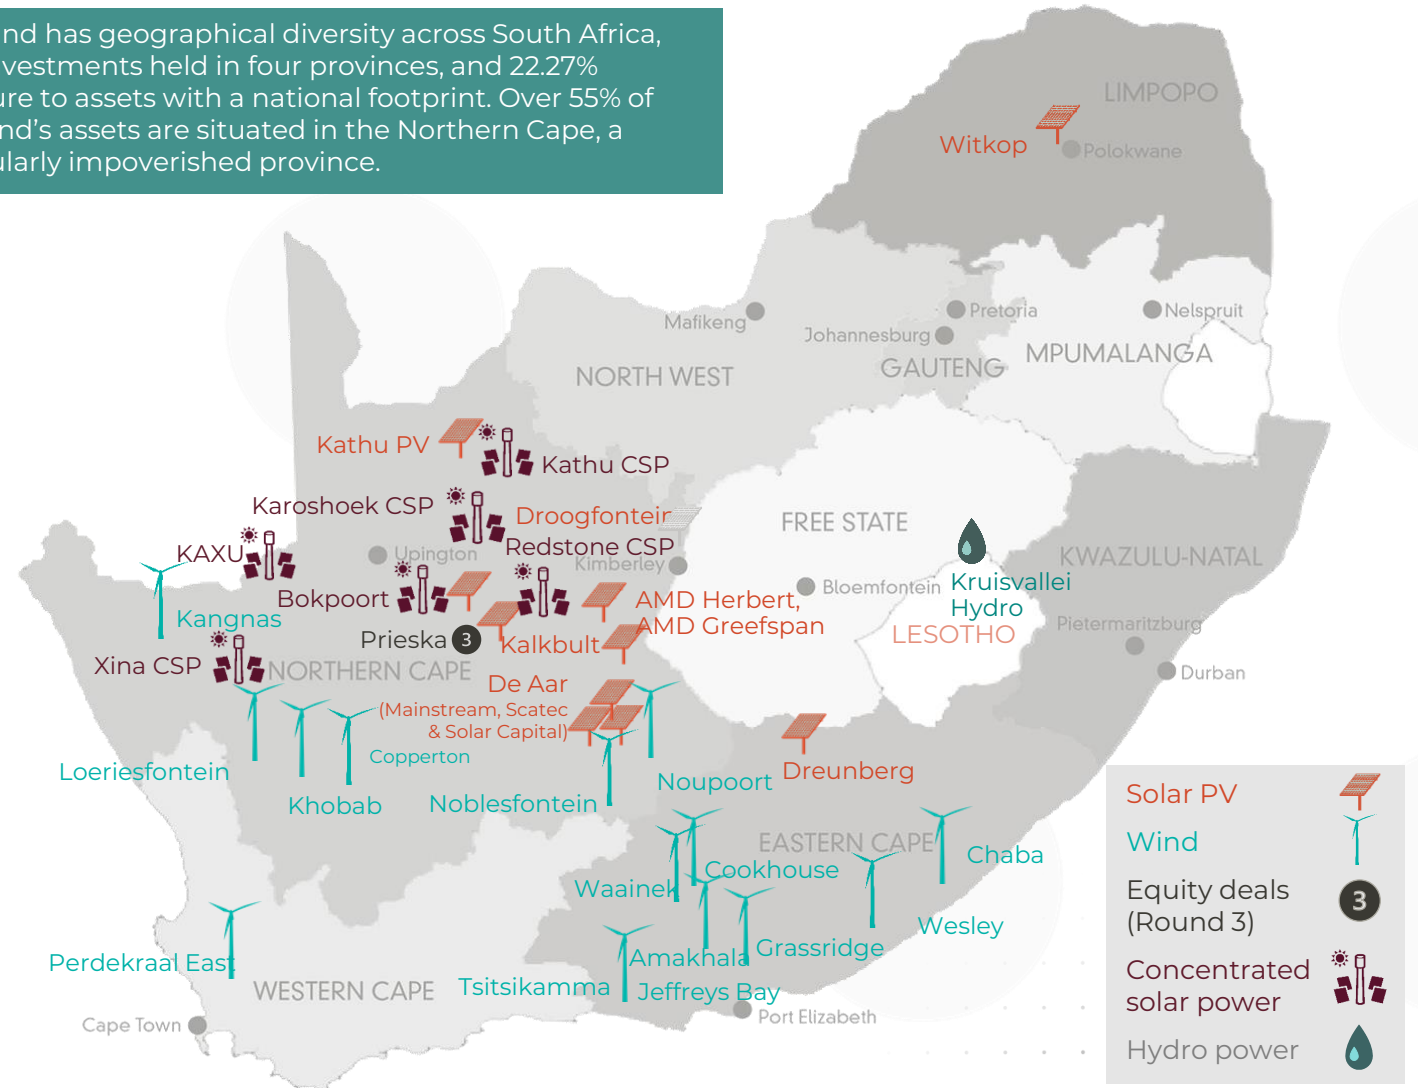 nd has geographical diversity across South Africa,
vestments held in four provinces, and 22.27%
ure to assets with a national footprint. Over 55% of
nd's assets are situated in the Northern Cape, a
ularly impoverished province.
LIMPOPO
Witkop
Polokwane
Pretoria
Nelspruit
Mafikeng
Johannesburg
MPUMALANGA
GAUTENG
NORTH WEST
Kathu PV
Kathu CSP
Karoshoek CSP
Droogfontein
FREE STATE
Redstone CSP
KAXU
Upington
Kimberley
KWAZULU-NATAL
Bloemfontein
Kruisvallei
Hydro
Bokpoort
AMD Herbert,
AMD Greefspan
Kangnas
Prieska
3
Kalkbult
LESOTHO
Pietermaritzburg
Xina CSP
NORTHERN CAPE
Durban
De Aar
(Mainstream, Scatec
& Solar Capital)
Copperton
Loeriesfontein
Khobab
Noblesfontein
Noupoort
Dreunberg
EASTERN CAPE
Chaba
Cookhouse
Waainek
Wesley
Grassridge
Amakhala
Perdekraal East
WESTERN CAPE
Tsitsikamma
Jeffreys Bay
Port Elizabeth
Cape Town
Solar PV
Wind
Equity deals
(Round 3)
3
Concentrated
solar power
Hydro power